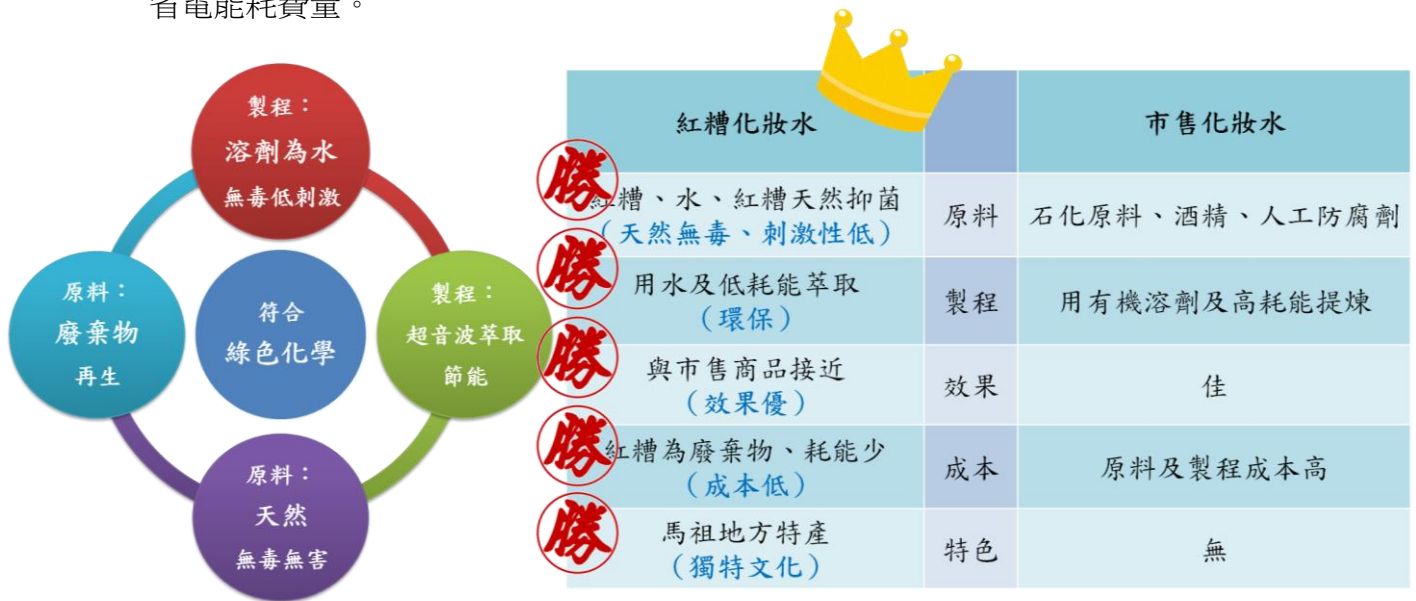 省電能耗費量。
製程：
溶劑為水
無毒低刺激
原料：
廢棄物
再生
符合
綠色化學
製程：
超音波萃取
節能
原料：
天然
無毒無害
紅糟化妝水 市售化妝水
勝 紅糟、水、紅糟天然抑菌 原料 石化原料、酒精、人工防腐劑
（天然無毒、刺激性低）
勝 用水及低耗能萃取 製程 用有機溶劑及高耗能提煉
（環保）
勝 與市售商品接近 效果 佳
（效果優）
勝 紅糟為廢棄物、耗能少 成本 原料及製程成本高
（成本低）
勝 馬祖地方特產 特色 無
（獨特文化）